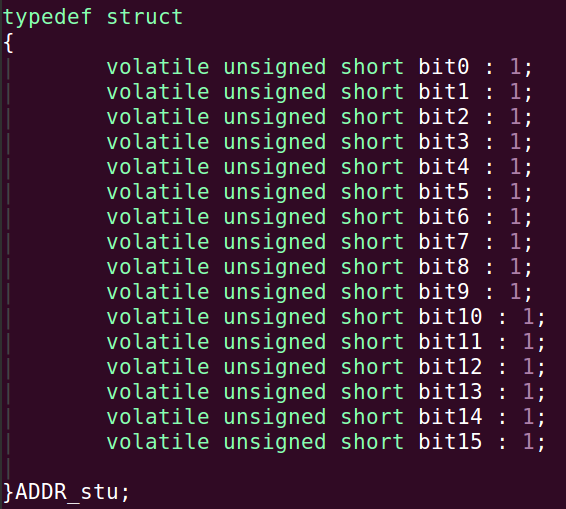 typedef struct
{
volatile unsigned short bit0 : 1;
volatile unsigned short bit1 : 1;
volatile unsigned short bit2 : 1;
volatile unsigned short bit3 : 1;
volatile unsigned short bit4 : 1;
volatile unsigned short bit5 : 1;
volatile unsigned short bit6 : 1;
volatile unsigned short bit7 : 1;
volatile unsigned short bit8 : 1;
volatile unsigned short bit9 : 1;
volatile unsigned short bit10 : 1;
volatile unsigned short bit11 : 1;
volatile unsigned short bit12 : 1;
volatile unsigned short bit13 : 1;
volatile unsigned short bit14 : 1;
volatile unsigned short bit15 : 1;
}ADDR_stu;